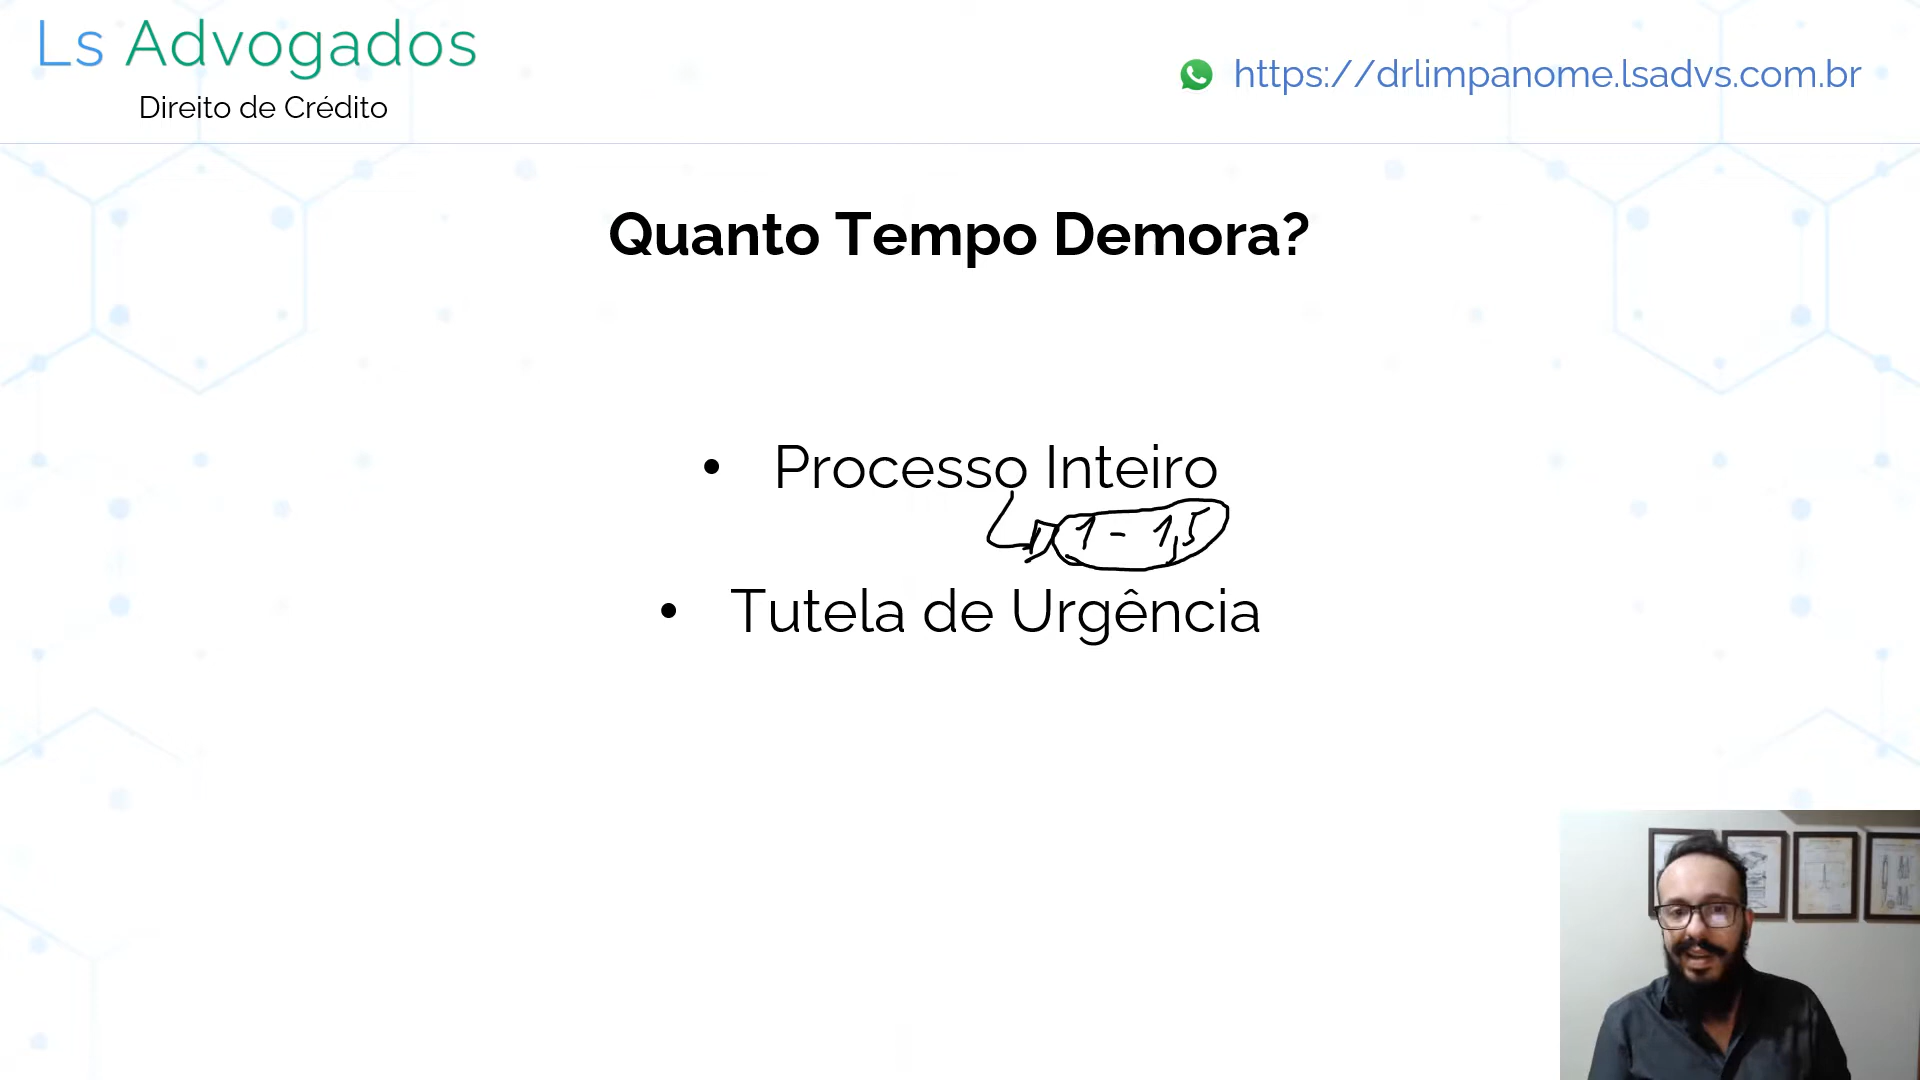 Ls Advogados
Direito de Crédito
https://drlimpanome.lsadvs.com.br
Quanto Tempo Demora?
• Processo Inteiro
1 - 1,5
• Tutela de Urgência